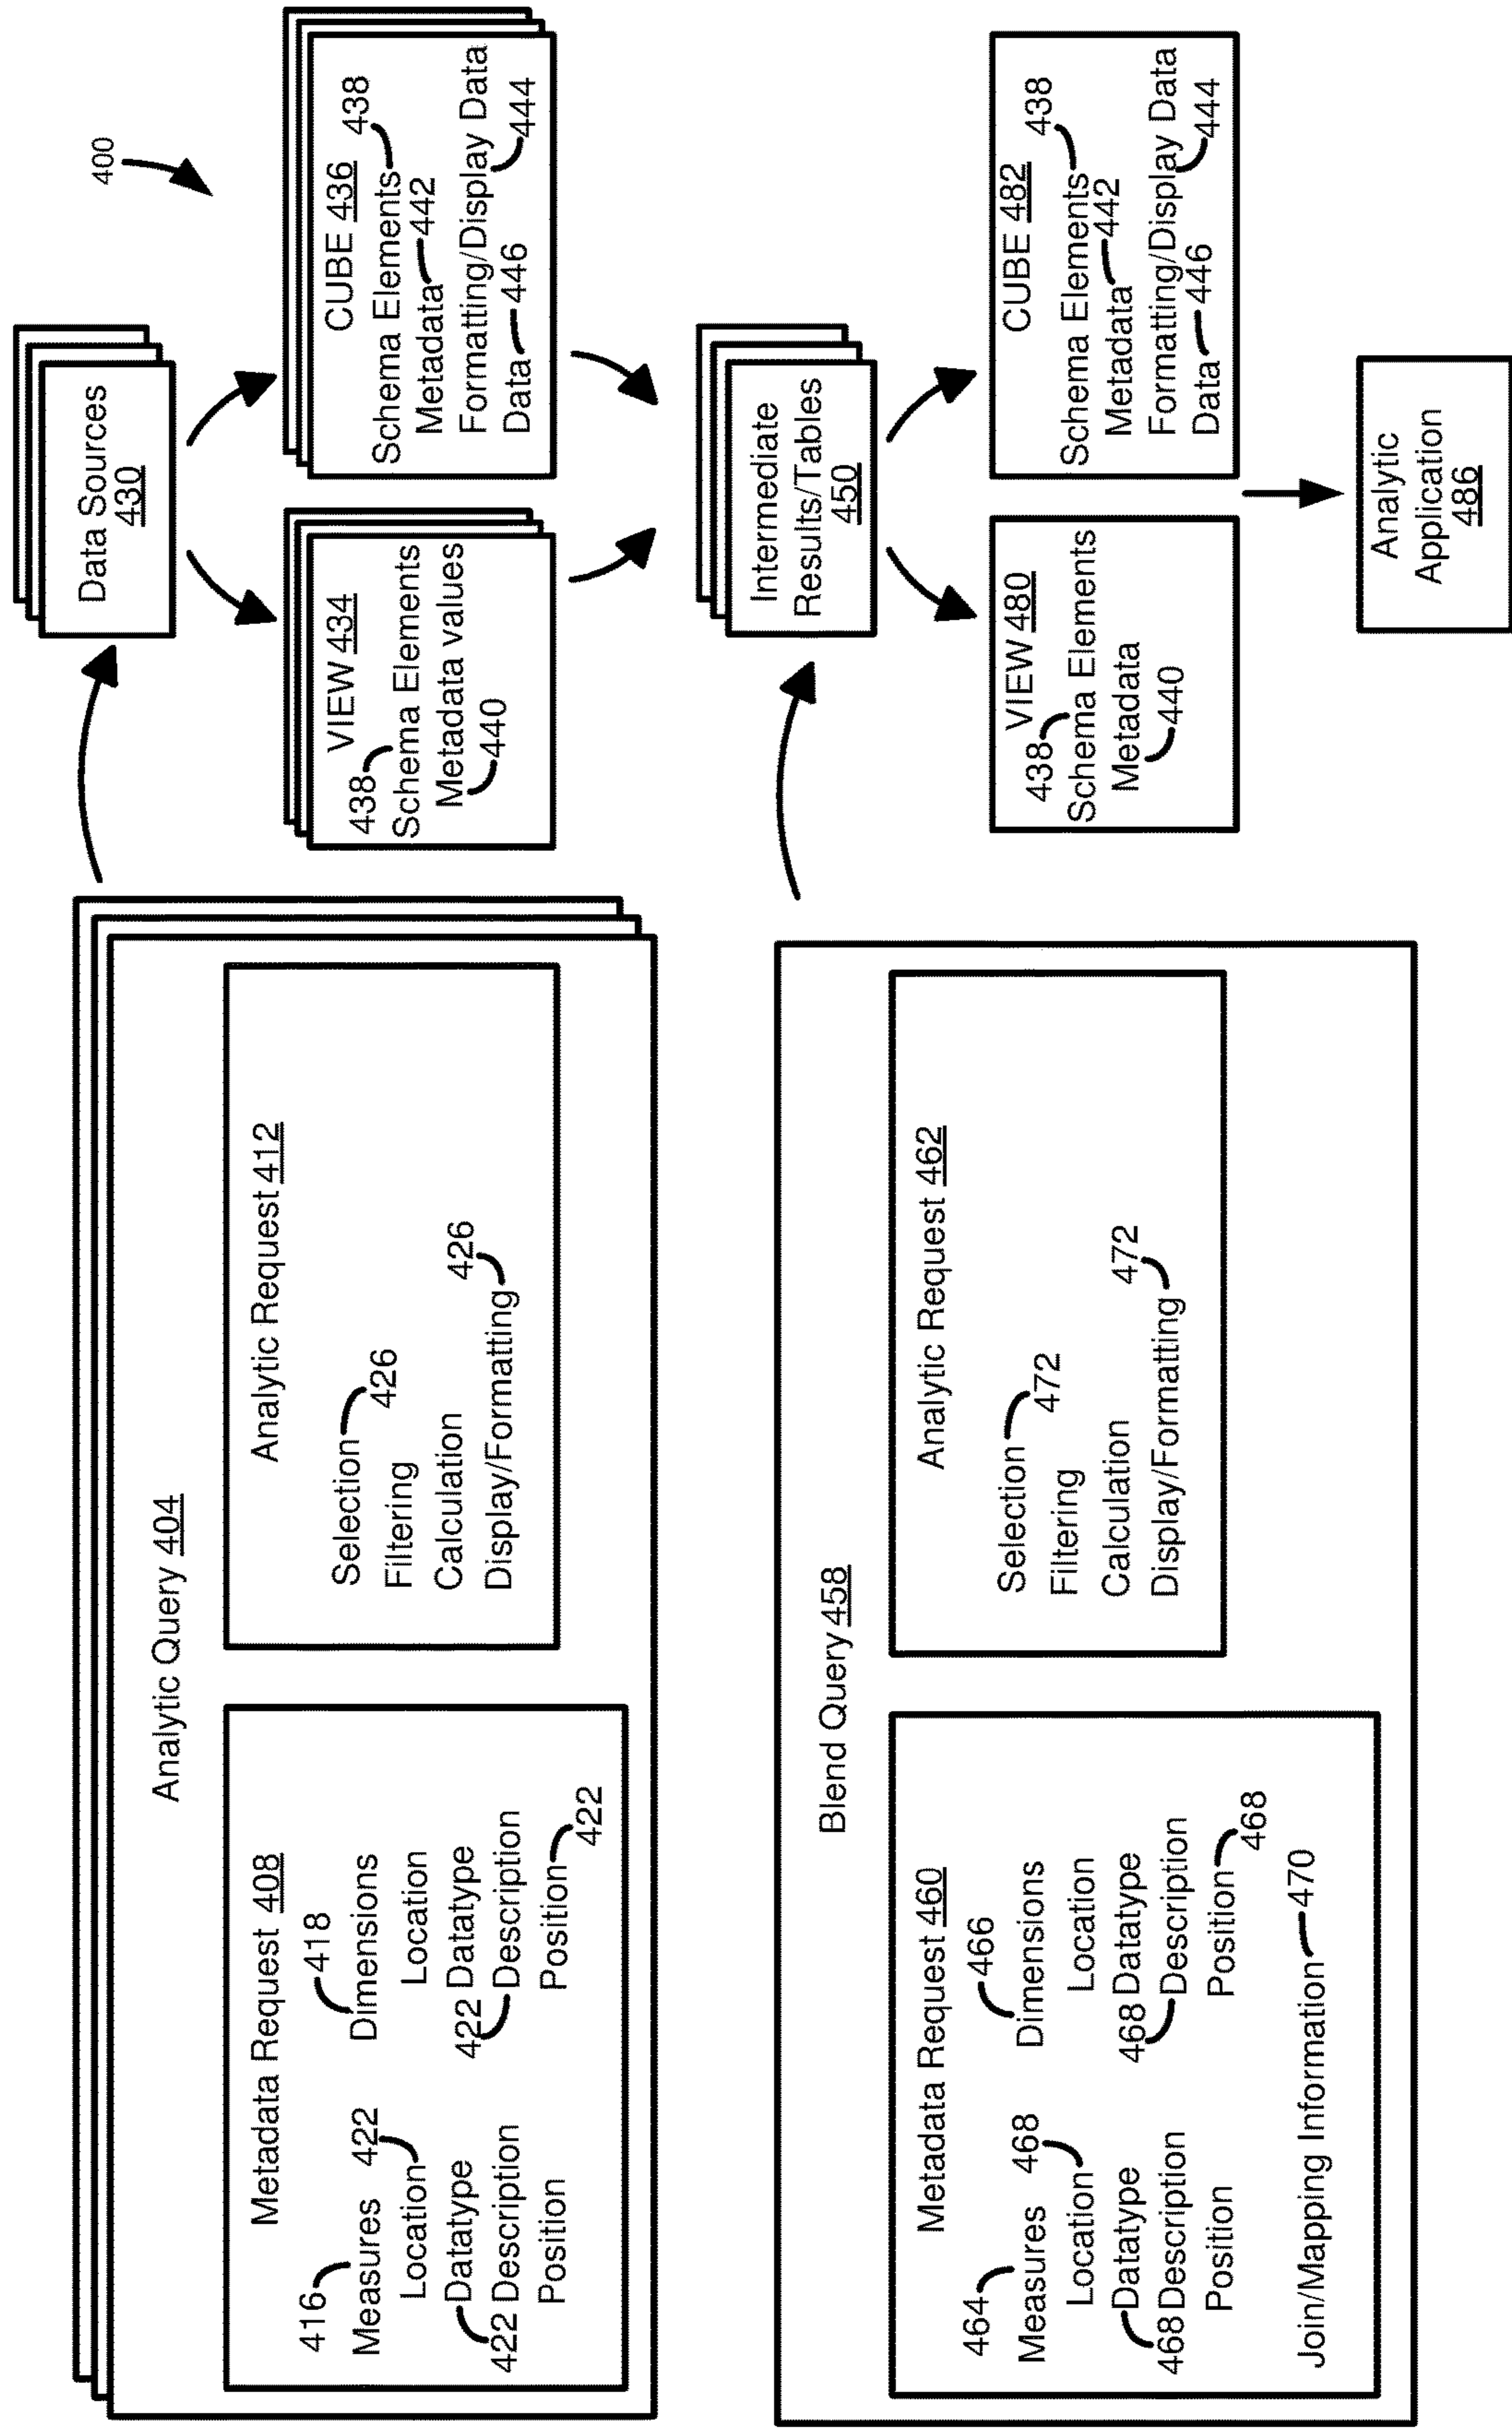 400
Analytic Query 404
Metadata Request 408
416
Measures
422
Location
Datatype
422 Description
Position
418
Dimensions
Location
422 Datatype
Description
Position
422
Analytic Request 412
Selection
426
Filtering
Calculation
426
Display/Formatting
Data Sources
430
VIEW 434
438
Schema Elements
Metadata values
440
CUBE 436
438
Schema Elements
Metadata 442
Formatting/Display Data
Data 446
444
Blend Query 458
Metadata Request 460
464
Measures
468
Location
Datatype
468 Description
Position
466
Dimensions
Location
468 Datatype
Description
Position
468
Join/Mapping Information 470
Analytic Request 462
Selection
472
Filtering
Calculation
472
Display/Formatting
Intermediate
Results/Tables
450
VIEW 480
438
Schema Elements
Metadata
440
CUBE 482
438
Schema Elements
Metadata 442
Formatting/Display Data
Data 446
444
Analytic
Application
486